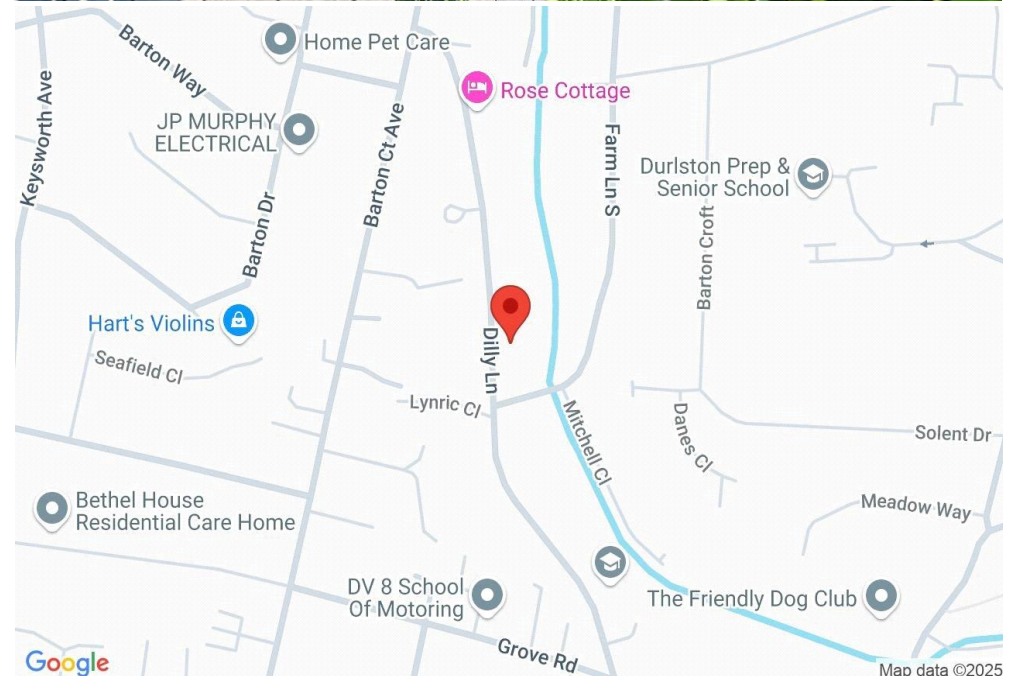 Barton Way
Home Pet Care
Keysworth Ave
JP MURPHY
ELECTRICAL
Barton Ct Ave
Rose Cottage
Farm Ln S
Durlston Prep &
Senior School
Barton Dr
Barton Croft
Hart's Violins
Dilly Ln
Seafield Cl
Lynric Cl
Mitchell Cl
Danes Cl
Solent Dr
Bethel House
Residential Care Home
Meadow Way
DV 8 School
Of Motoring
The Friendly Dog Club
Grove Rd
Google
Map data ©2025